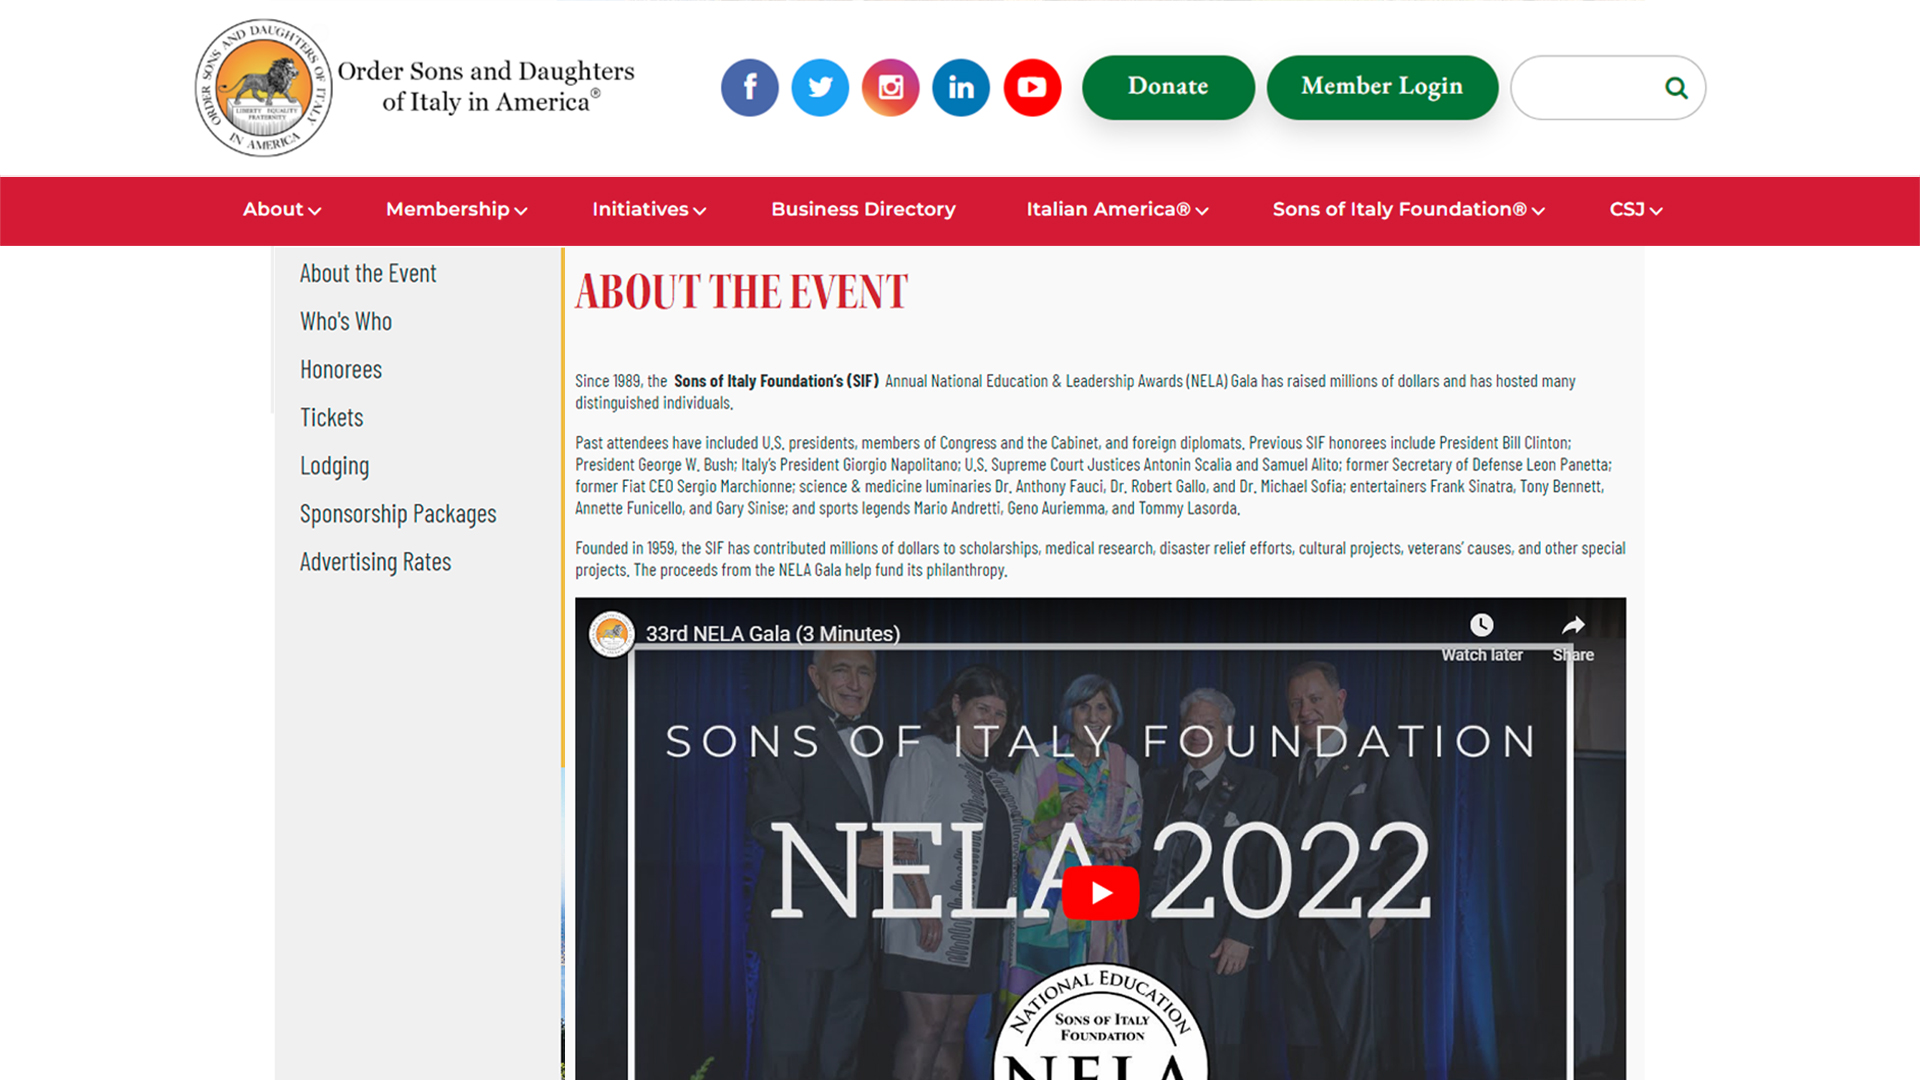 ORDER SONS AND DAUGHTERS OF ITALY
IN AMERICA
LIBERTY EQUALITY
FRATERNITY
Order Sons and Daughters
of Italy in America®
Donate
Member Login
About
Membership
Initiatives
Business Directory
Italian America®
Sons of Italy Foundation®
CSJ
About the Event
Who's Who
Honorees
Tickets
Lodging
Sponsorship Packages
Advertising Rates
ABOUT THE EVENT
Since 1989, the Sons of Italy Foundation's (SIF) Annual National Education & Leadership Awards (NELA) Gala has raised millions of dollars and has hosted many
distinguished individuals.
Past attendees have included U.S. presidents, members of Congress and the Cabinet, and foreign diplomats. Previous SIF honorees include President Bill Clinton;
President George W. Bush; Italy's President Giorgio Napolitano; U.S. Supreme Court Justices Antonin Scalia and Samuel Alito; former Secretary of Defense Leon Panetta;
former Fiat CEO Sergio Marchionne; science & medicine luminaries Dr. Anthony Fauci, Dr. Robert Gallo, and Dr. Michael Sofia; entertainers Frank Sinatra, Tony Bennett,
Annette Funicello, and Gary Sinise; and sports legends Mario Andretti, Geno Auriemma, and Tommy Lasorda.
Founded in 1959, the SIF has contributed millions of dollars to scholarships, medical research, disaster relief efforts, cultural projects, veterans' causes, and other special
projects. The proceeds from the NELA Gala help fund its philanthropy.
33rd NELA Gala (3 Minutes)
Watch later
Share
SONS OF ITALY FOUNDATION
NELA 2022
NATIONAL EDUCATION
SONS OF ITALY
FOUNDATION
NELA